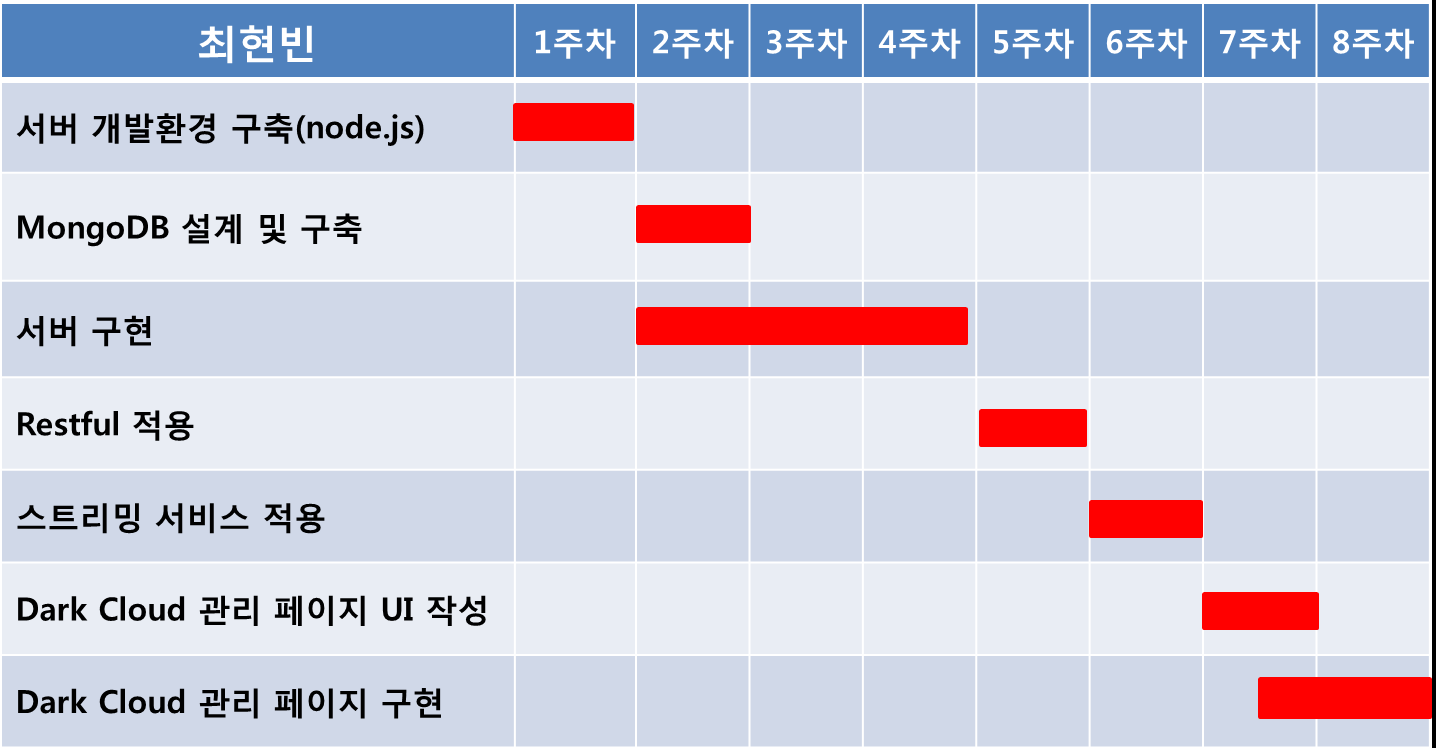 최현빈 1주차 2주차 3주차 4주차 5주차 6주차 7주차 8주차
서버 개발환경 구축(node.js)
MongoDB 설계 및 구축
서버 구현
Restful 적용
스트리밍 서비스 적용
Dark Cloud 관리 페이지 UI 작성
Dark Cloud 관리 페이지 구현